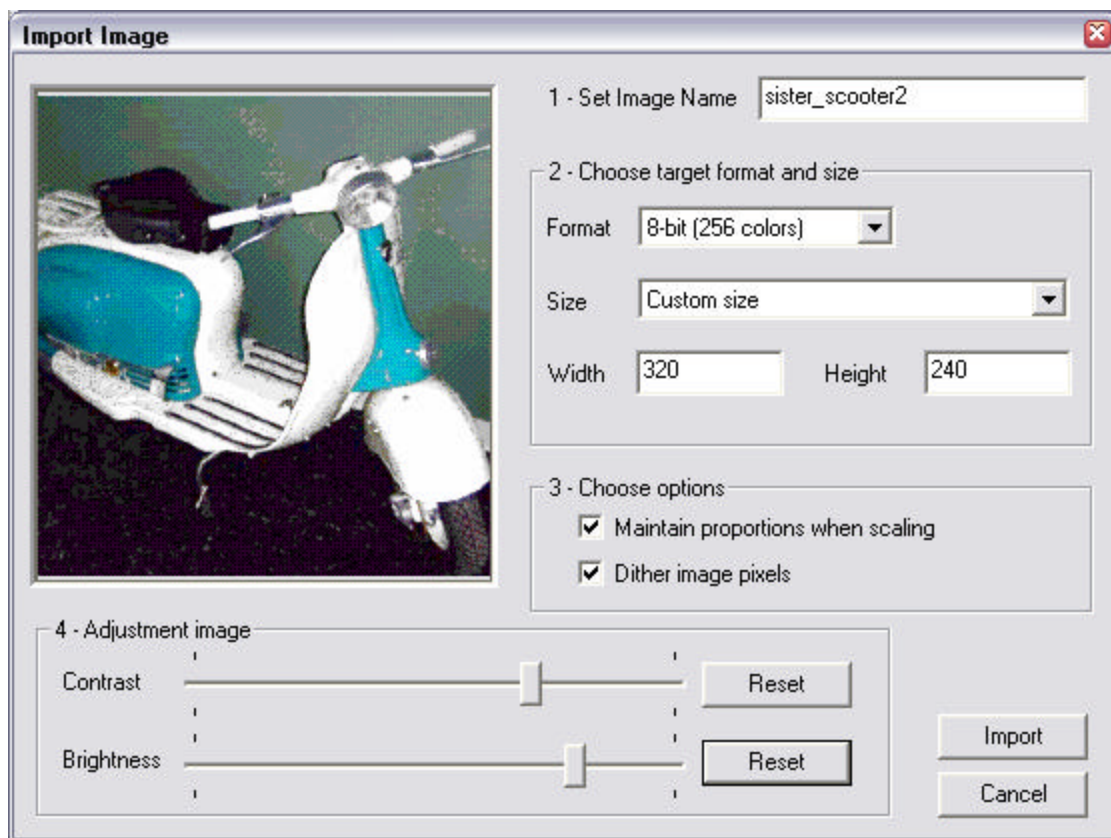 Import Image
1 - Set Image Name
sister_scooter2
2 - Choose target format and size
Format
8-bit (256 colors)
Size
Custom size
Width
320
Height
240
3 - Choose options
Maintain proportions when scaling
Dither image pixels
4 - Adjustment image
Contrast
Reset
Brightness
Reset
Import
Cancel